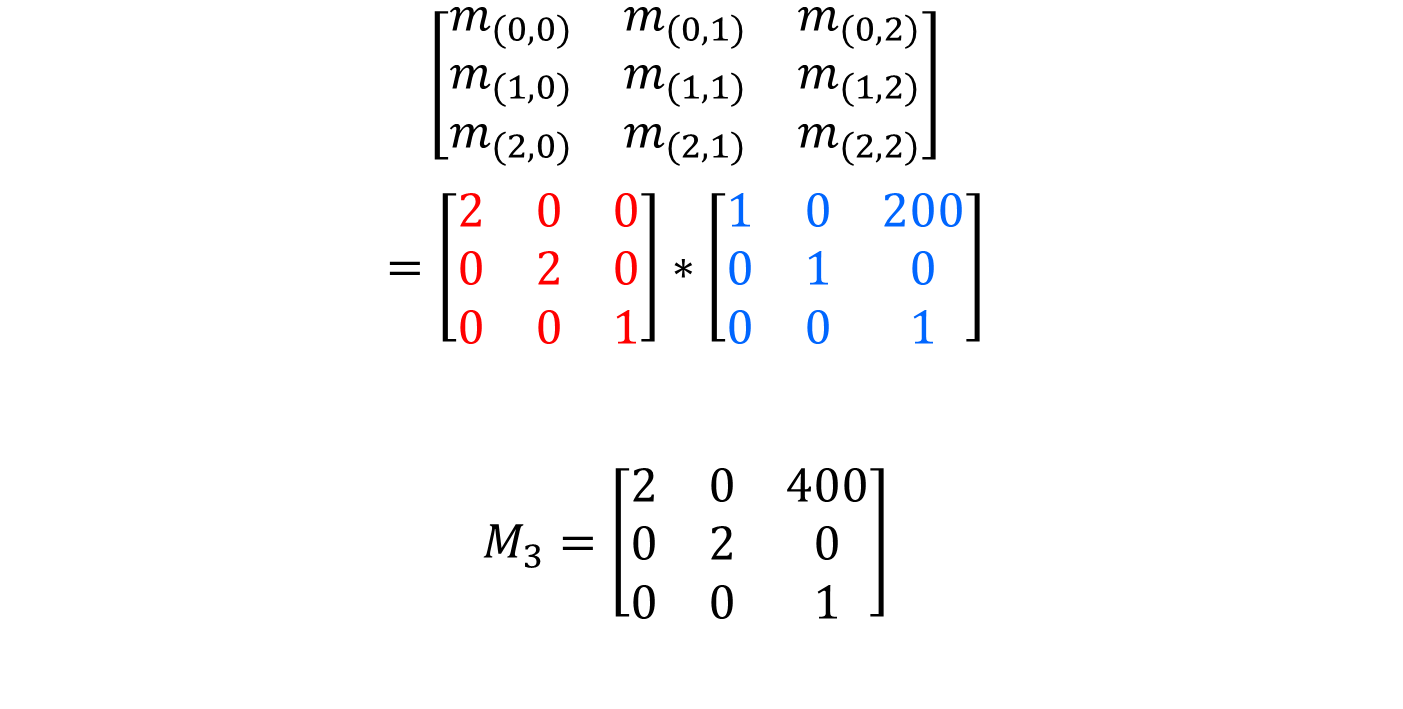 m(0,0) m(0,1) m(0,2)
m(1,0) m(1,1) m(1,2)
m(2,0) m(2,1) m(2,2)
2 0 0 1 0 200
= 0 2 0 * 0 1 0
0 0 1 0 0 1
2 0 400
M3 = 0 2 0
0 0 1